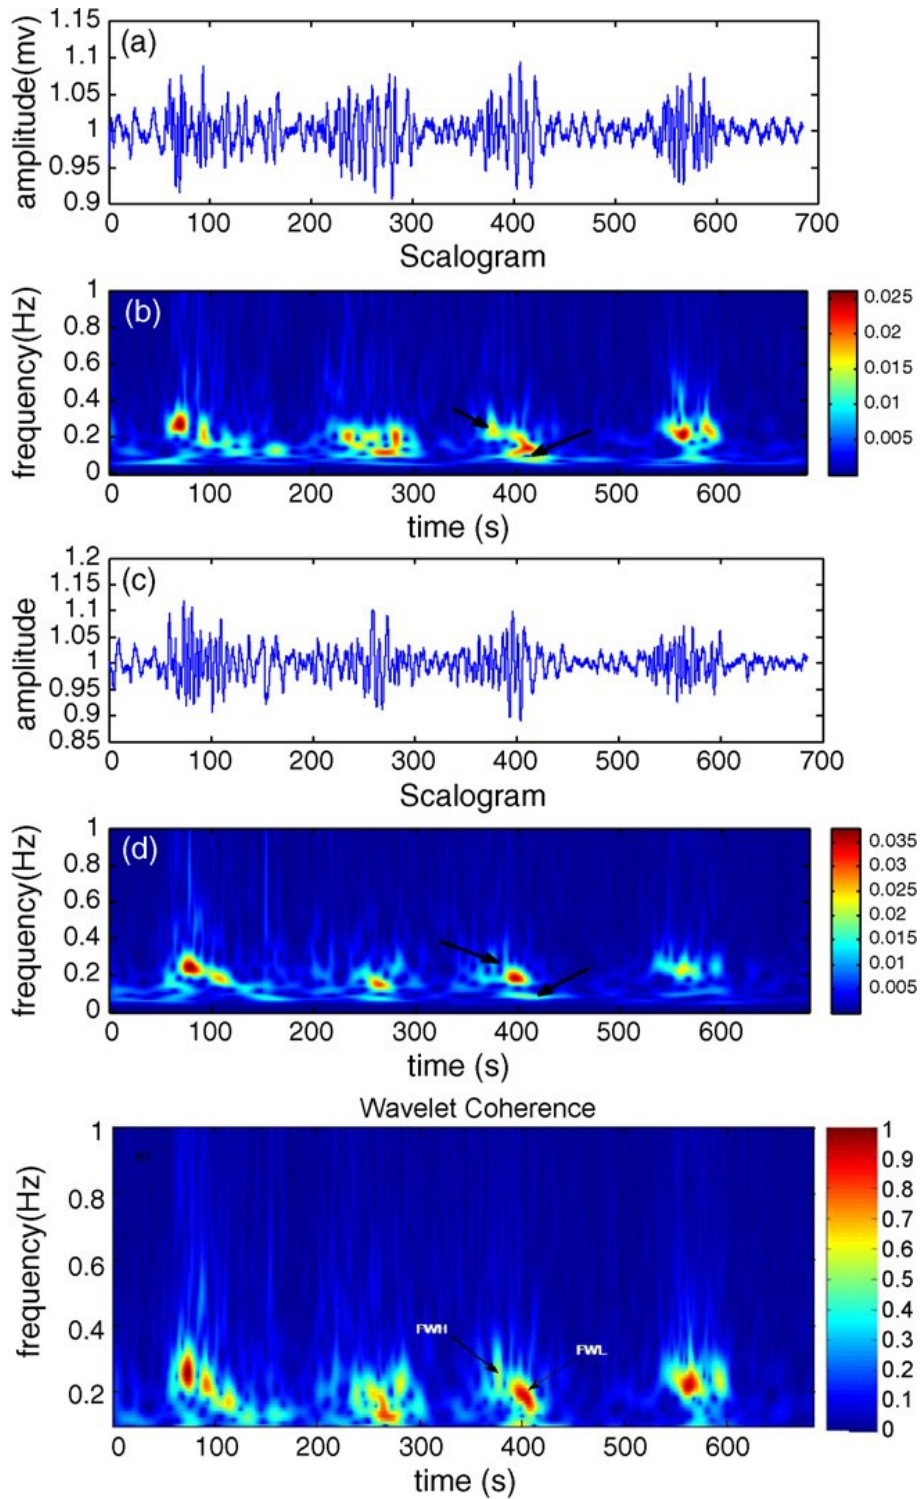 (a)
amplitude(mv)
1.15
1.1
1.05
1
0.95
0.9
0 100 200 300 400 500 600 700
Scalogram
(b)
frequency(Hz)
1
0.8
0.6
0.4
0.2
0
0 100 200 300 400 500 600
time (s)
0.025
0.02
0.015
0.01
0.005
(c)
amplitude
1.2
1.15
1.1
1.05
1
0.95
0.9
0.85
0 100 200 300 400 500 600 700
Scalogram
(d)
frequency(Hz)
1
0.8
0.6
0.4
0.2
0
0 100 200 300 400 500 600
time (s)
0.035
0.03
0.025
0.02
0.015
0.01
0.005
Wavelet Coherence
e)
frequency(Hz)
1
0.8
0.6
0.4
0.2
FWH
FWL
0 100 200 300 400 500 600
time (s)
1
0.9
0.8
0.7
0.6
0.5
0.4
0.3
0.2
0.1
0